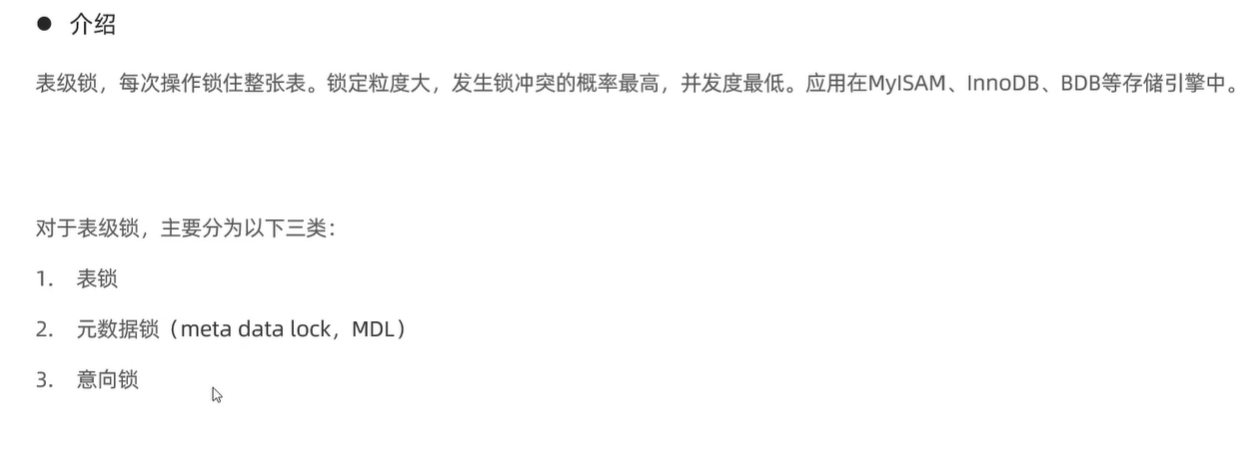 ● 介绍
表级锁，每次操作锁住整张表。锁定粒度大，发生锁冲突的概率最高，并发度最低。应用在MyISAM、InnoDB、BDB等存储引擎中。
对于表级锁，主要分为以下三类：
1. 表锁
2. 元数据锁（meta data lock，MDL）
3. 意向锁